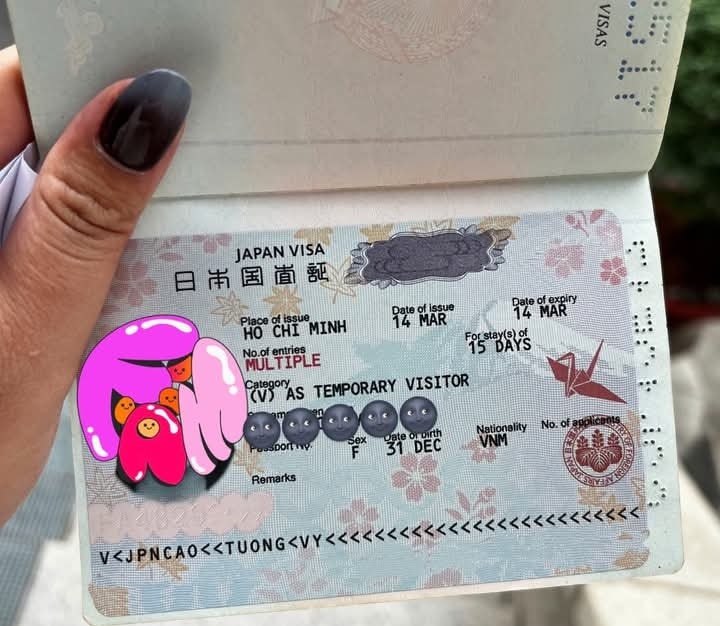 VISAS
JAPAN VISA
日本国査証
Place of issue Date of issue Date of expiry
HO CHI MINH 14 MAR 14 MAR
No.of entries For stay(s) of
MULTIPLE 15 DAYS
Category
(V) AS TEMPORARY VISITOR
Sex Date of birth Nationality No. of applicants
F 31 DEC VNM
Remarks
V<JPNCAO<<TUONG<VY<<<<<<<<<<<<<<<<<<<<<<<<<<